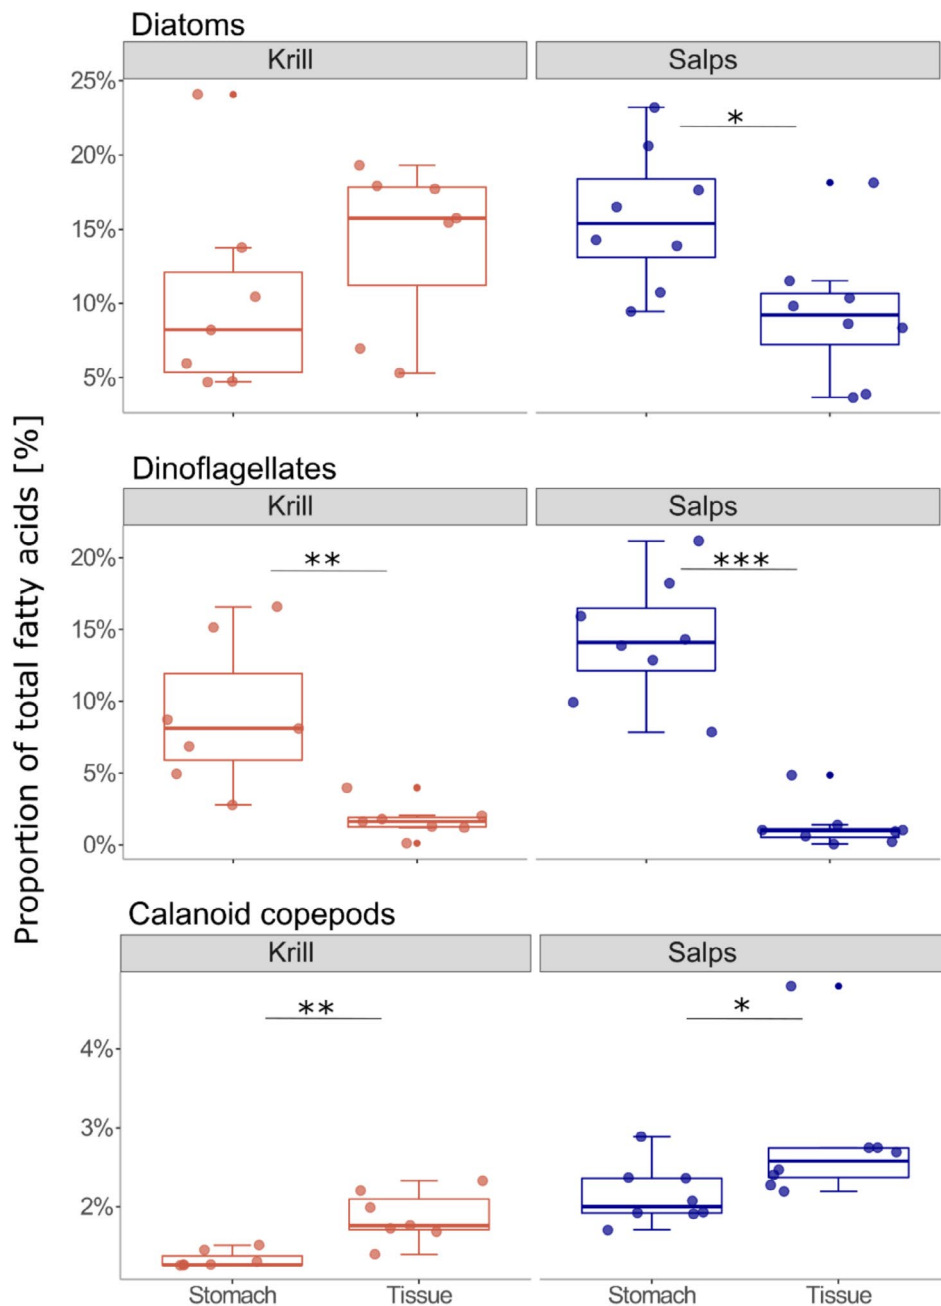 Diatoms
Krill Salps
25%
20%
15%
10%
5%
*
Proportion of total fatty acids [%]
Dinoflagellates
Krill Salps
20%
15%
10%
5%
0%
** ***
Calanoid copepods
Krill Salps
4%
3%
2%
** *
Stomach Tissue Stomach Tissue